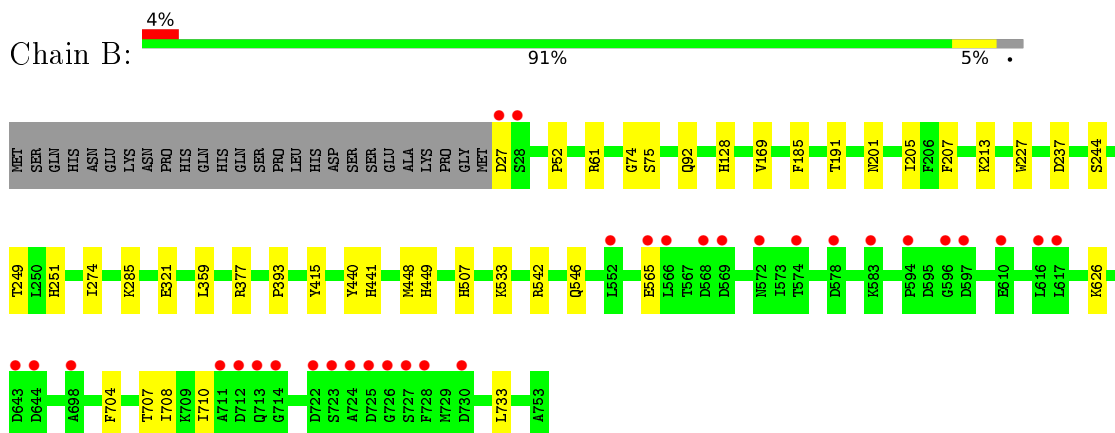 4%
Chain B:
91%
5%
•
MET SER GLN HIS ASN GLU LYS ASN PRO HIS GLN HIS GLN SER PRO LEU HIS ASP SER SER GLU ALA LYS PRO GLY MET D27 S28 P52 R61 G74 S75 Q92 H128 V169 F185 T191 N201 I205 F206 F207 K213 W227 D237 S244
T249 L250 H251 I274 K285 E321 L359 R377 P393 Y415 Y440 H441 M448 H449 H507 K533 R542 Q546 L552 E565 L566 T567 D568 D569 N572 I573 T574 D578 K583 P594 D595 G596 D597 E610 L616 L617 K626
D643 D644 A698 F704 T707 I708 K709 I710 A711 D712 Q713 G714 D722 S723 A724 D725 G726 S727 F728 M729 D730 L733 A753